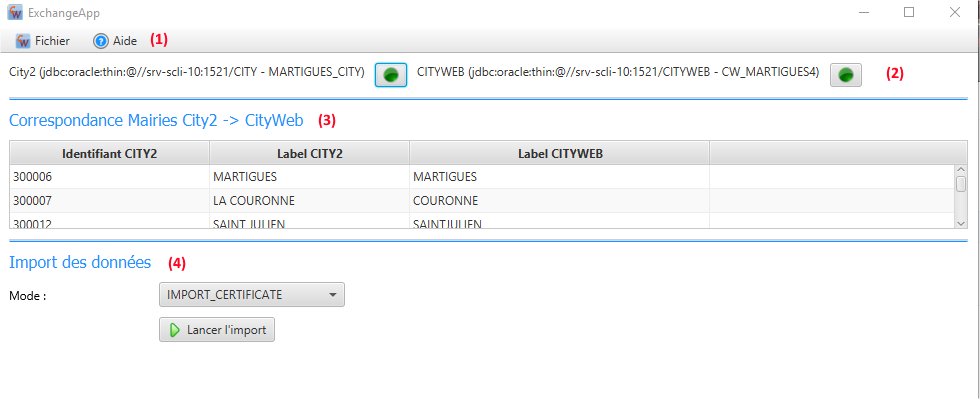 ExchangeApp
Fichier Aide (1)
City2 (jdbc:oracle:thin:@//srv-scli-10:1521/CITY - MARTIGUES_CITY) CITYWEB (jdbc:oracle:thin:@//srv-scli-10:1521/CITYWEB - CW_MARTIGUES4) (2)
Correspondance Mairies City2 -> CityWeb (3)
Identifiant CITY2 Label CITY2 Label CITYWEB
300006 MARTIGUES MARTIGUES
300007 LA COURONNE COURONNE
300012 SAINT JULIEN SAINTJULIEN
Import des données (4)
Mode : IMPORT_CERTIFICATE
Lancer l'import